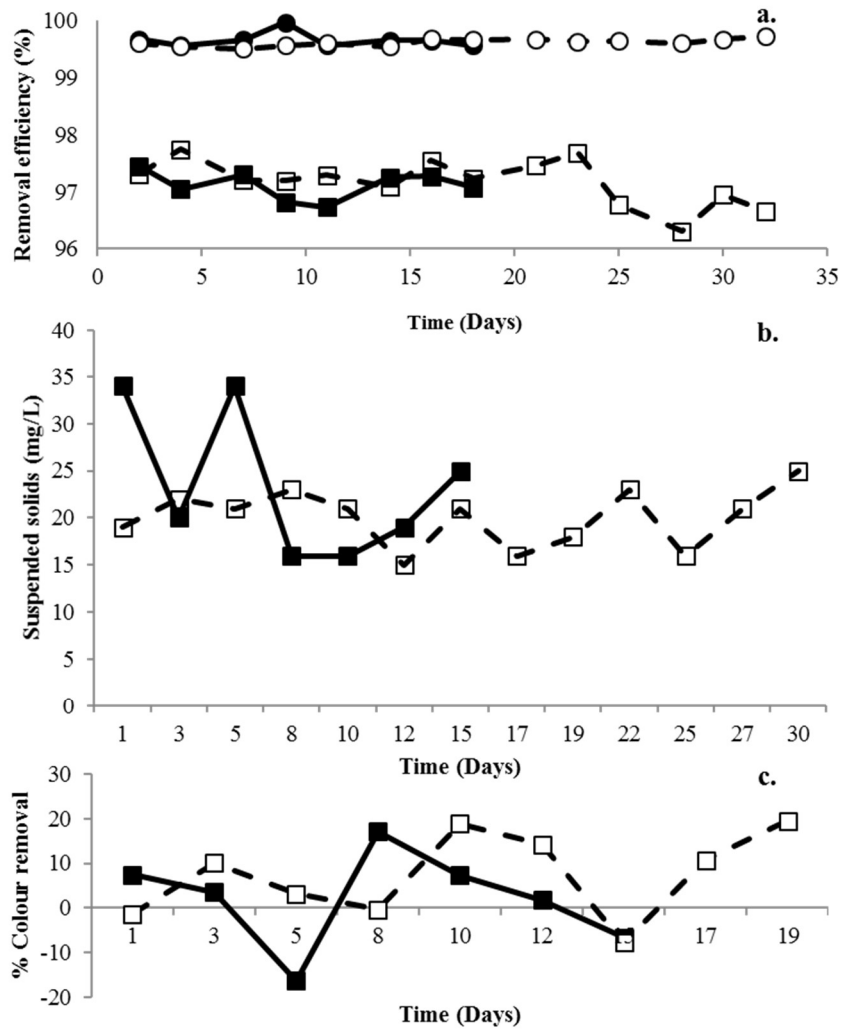 a.
Removal efficiency (%)
100
99
98
97
96
0 5 10 15 20 25 30 35
Time (Days)
b.
Suspended solids (mg/L)
40
35
30
25
20
15
10
5
0
1 3 5 8 10 12 15 17 19 22 25 27 30
Time (Days)
c.
% Colour removal
30
20
10
0
-10
-20
1 3 5 8 10 12 15 17 19
Time (Days)